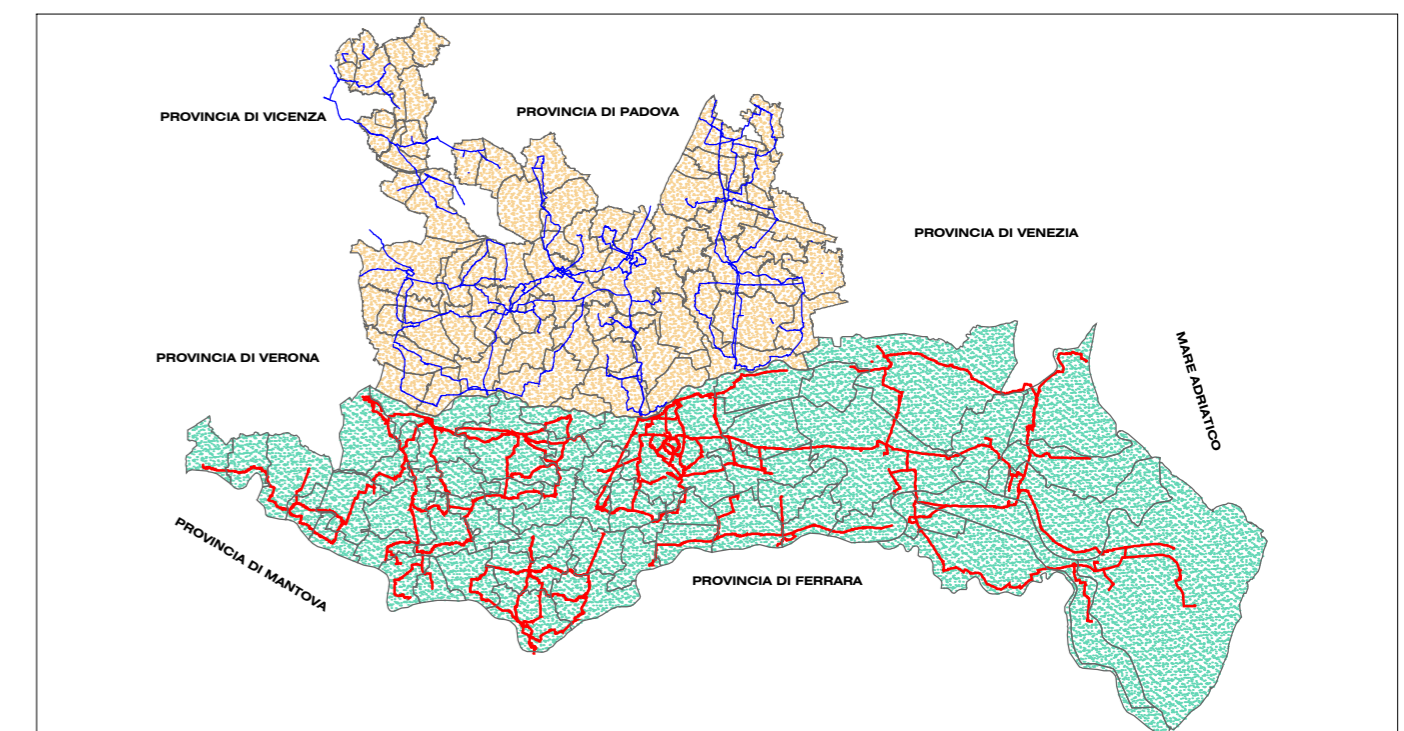 PROVINCIA DI VICENZA
PROVINCIA DI PADOVA
PROVINCIA DI VENEZIA
PROVINCIA DI VERONA
MARE ADRIATICO
PROVINCIA DI MANTOVA
PROVINCIA DI FERRARA